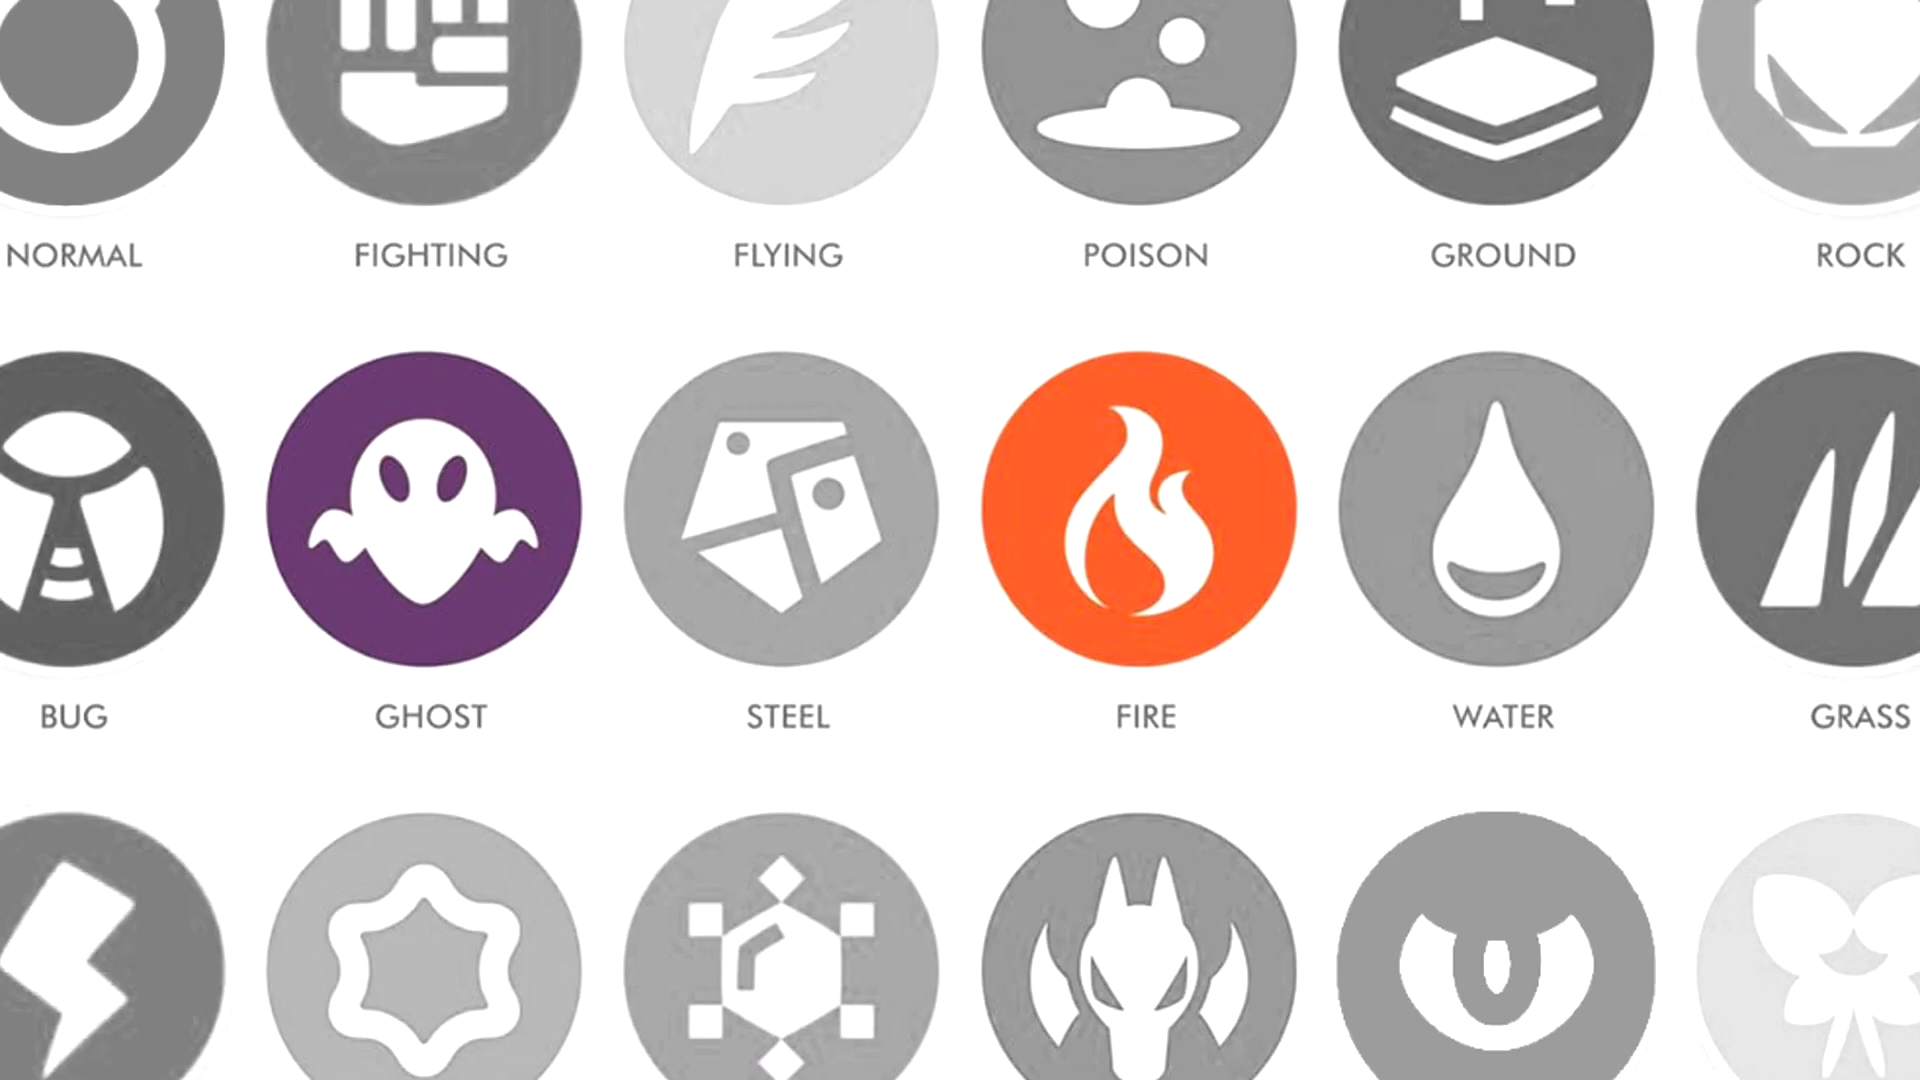 NORMAL FIGHTING FLYING POISON GROUND ROCK
BUG GHOST STEEL FIRE WATER GRASS